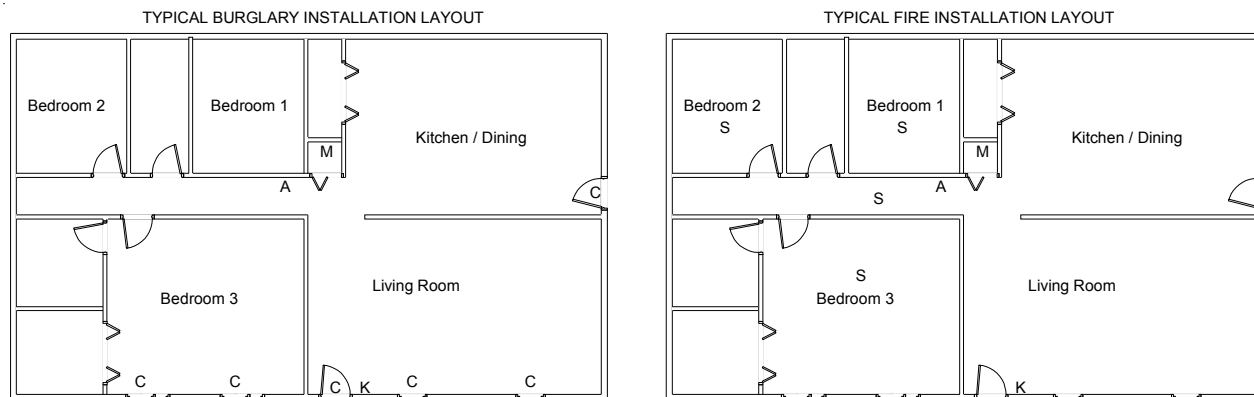 TYPICAL BURGLARY INSTALLATION LAYOUT
Bedroom 2
Bedroom 1
Kitchen / Dining
M
A
C
Living Room
Bedroom 3
C
C
C
K
C
C
TYPICAL FIRE INSTALLATION LAYOUT
Bedroom 2
S
Bedroom 1
S
Kitchen / Dining
M
A
S
S
Bedroom 3
Living Room
K